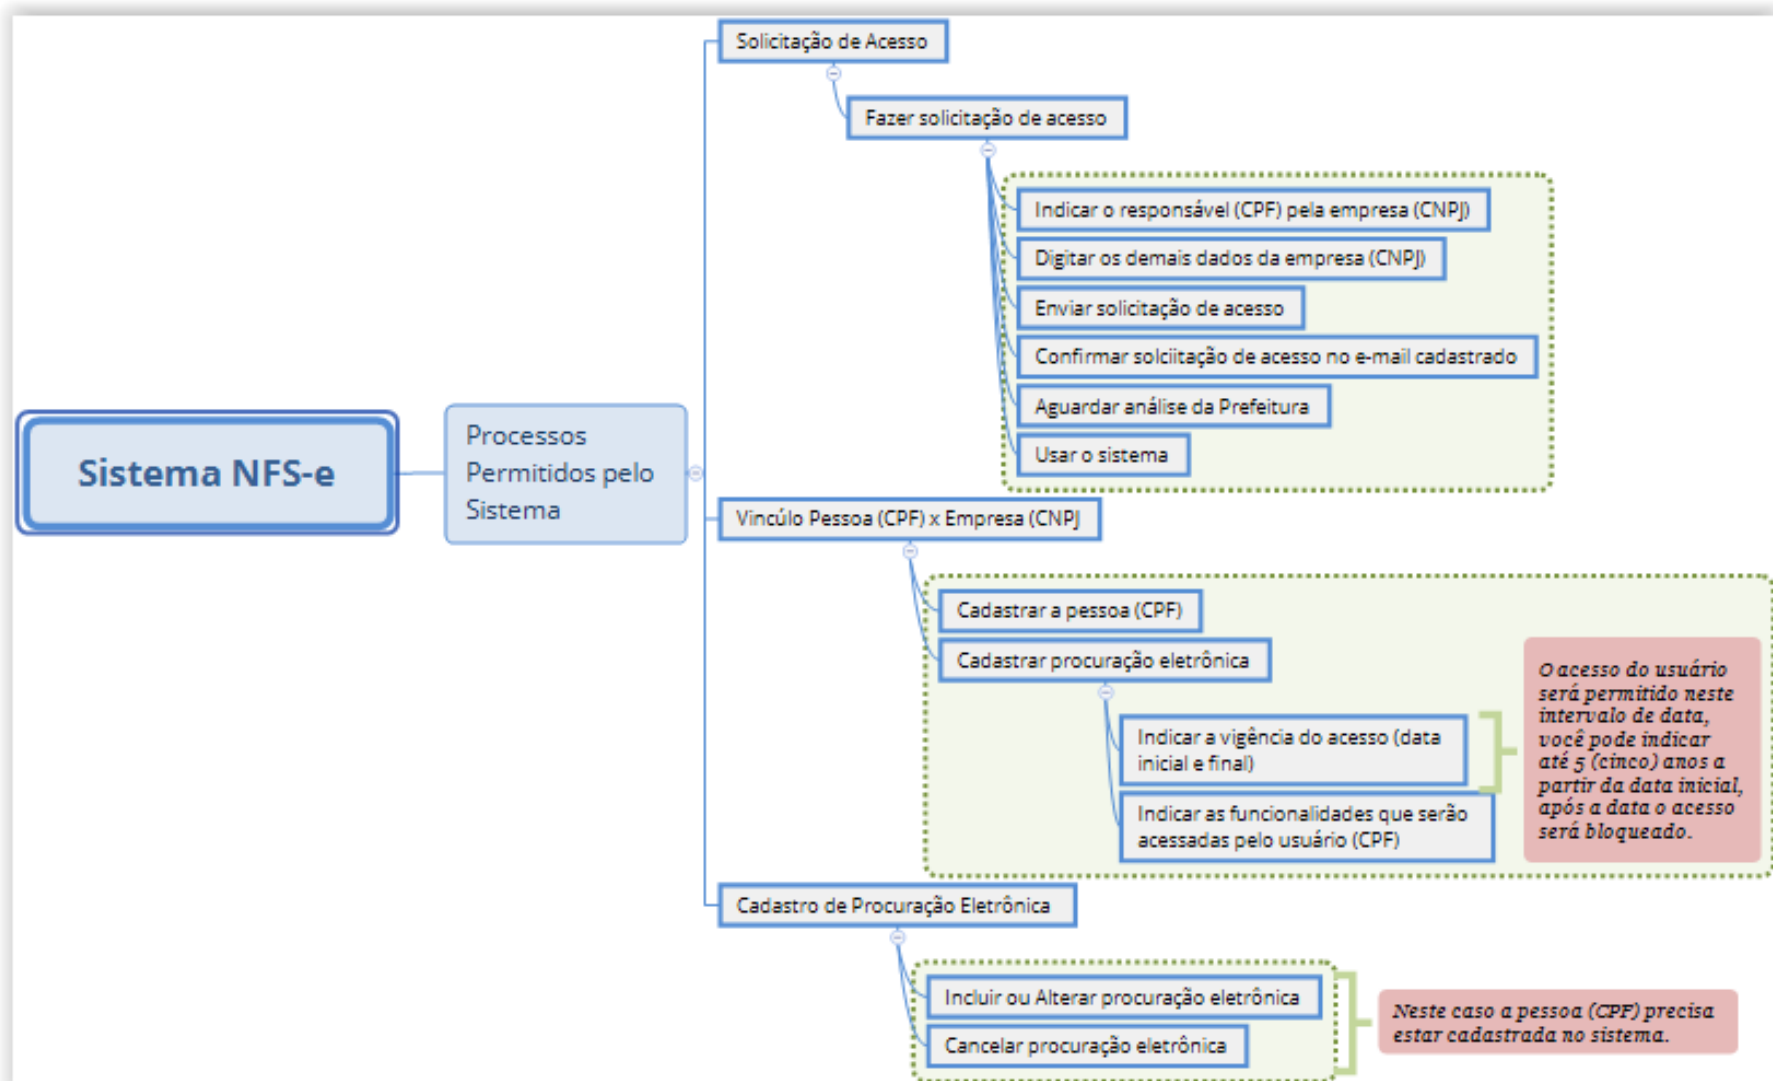 Sistema NFS-e
Processos
Permitidos pelo
Sistema
Solicitação de Acesso
Fazer solicitação de acesso
Indicar o responsável (CPF) pela empresa (CNPJ)
Digitar os demais dados da empresa (CNPJ)
Enviar solicitação de acesso
Confirmar solciitação de acesso no e-mail cadastrado
Aguardar análise da Prefeitura
Usar o sistema
Vincúlo Pessoa (CPF) x Empresa (CNPJ
Cadastrar a pessoa (CPF)
Cadastrar procuração eletrônica
Indicar a vigência do acesso (data
inicial e final)
Indicar as funcionalidades que serão
acessadas pelo usuário (CPF)
O acesso do usuário
será permitido neste
intervalo de data,
você pode indicar
até 5 (cinco) anos a
partir da data inicial,
após a data o acesso
será bloqueado.
Cadastro de Procuração Eletrônica
Incluir ou Alterar procuração eletrônica
Cancelar procuração eletrônica
Neste caso a pessoa (CPF) precisa
estar cadastrada no sistema.